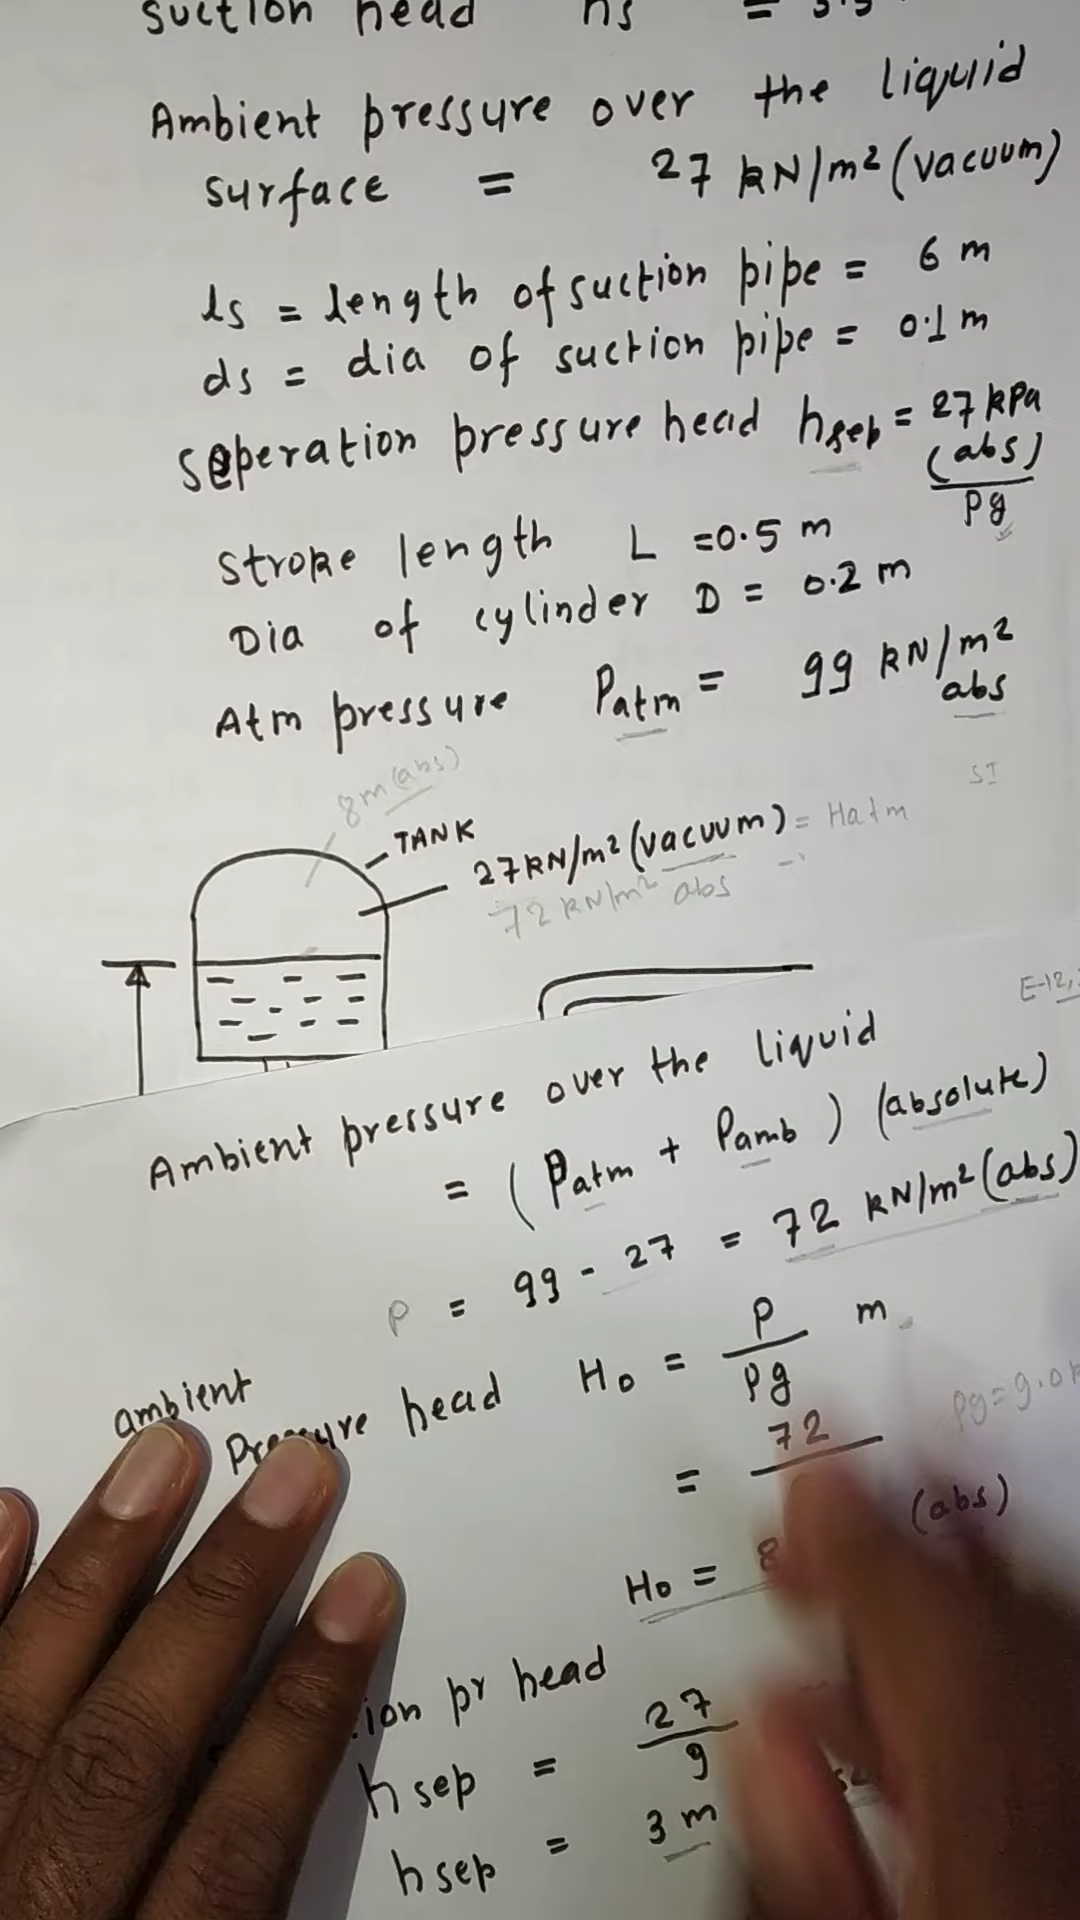 suction head hs =
Ambient pressure over the liquid
surface = 27 kN/m² (vacuum)
ls = length of suction pipe = 6 m
ds = dia of suction pipe = 0.1 m
Seperation pressure head hsep = 27 kPa (abs) / ρg
Stroke length L = 0.5 m
Dia of cylinder D = 0.2 m
Atm pressure Patm = 99 kN/m² abs
8m (abs)
TANK
27 kN/m² (vacuum) = Hatm
72 kN/m² abs
Ambient pressure over the liquid
= (Patm + Pamb) (absolute)
P = 99 - 27 = 72 kN/m² (abs)
ambient
Pressure head Ho = P / ρg m
= 72
Ho = 8 (abs)
ion pr head
hsep = 27 / 9
hsep = 3 m